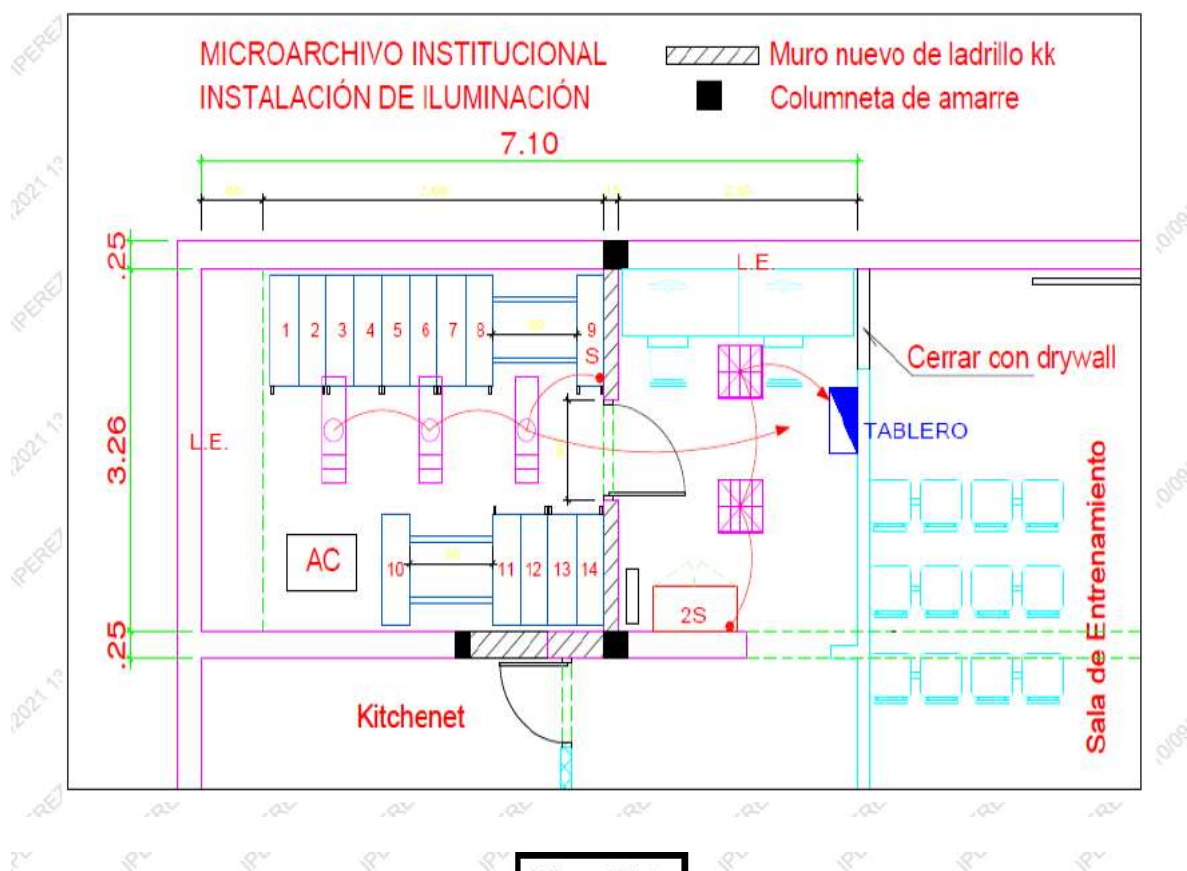 MICROARCHIVO INSTITUCIONAL
INSTALACIÓN DE ILUMINACIÓN
Muro nuevo de ladrillo kk
Columneta de amarre
7.10
.25
3.26
.25
L.E.
L.E.
1 2 3 4 5 6 7 8 9
S
Cerrar con drywall
TABLERO
AC
10 11 12 13 14
2S
Kitchenet
Sala de Entrenamiento
IPEREZ